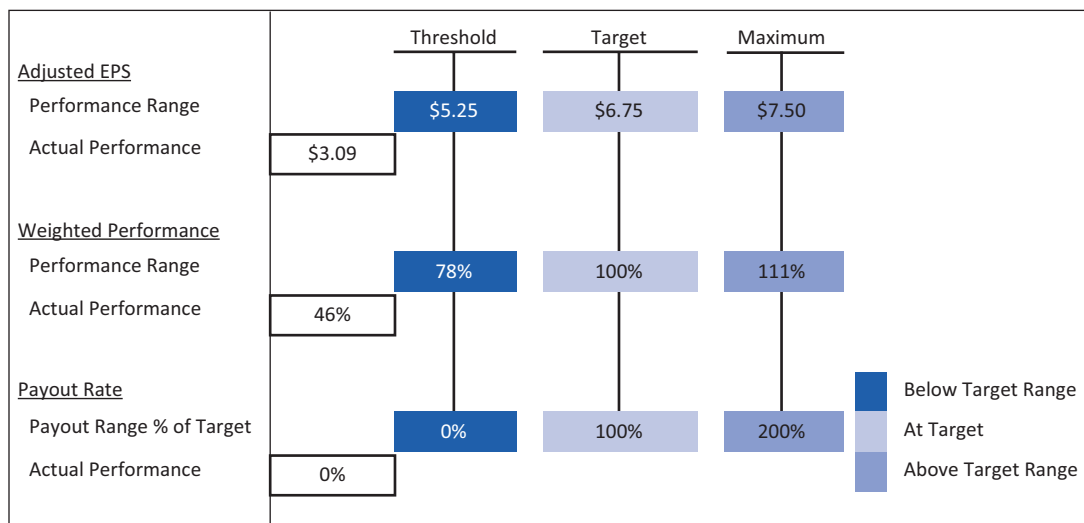 Threshold Target Maximum
Adjusted EPS
Performance Range $5.25 $6.75 $7.50
Actual Performance $3.09
Weighted Performance
Performance Range 78% 100% 111%
Actual Performance 46%
Payout Rate
Below Target Range
Payout Range % of Target 0% 100% 200% At Target
Actual Performance 0% Above Target Range